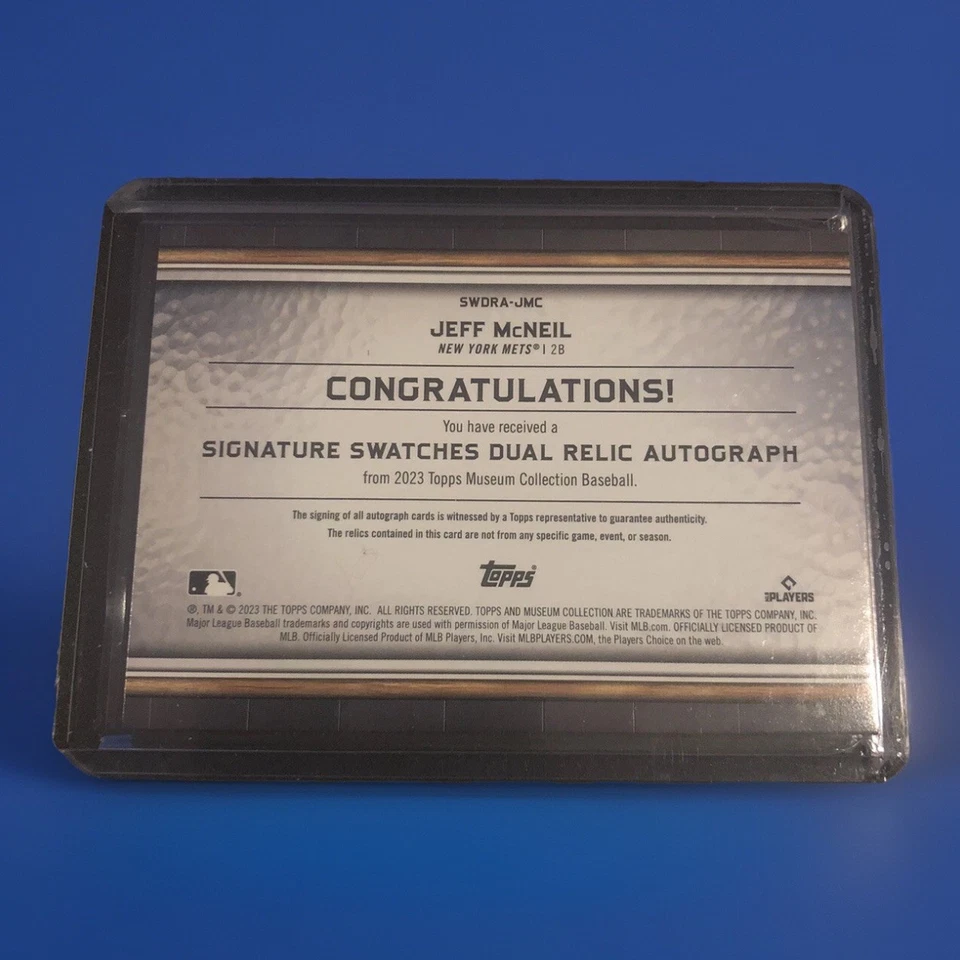 SWDRA-JMC
JEFF McNEIL
NEW YORK METS® | 2B
CONGRATULATIONS!
You have received a
SIGNATURE SWATCHES DUAL RELIC AUTOGRAPH
from 2023 Topps Museum Collection Baseball.
The signing of all autograph cards is witnessed by a Topps representative to guarantee authenticity.
The relics contained in this card are not from any specific game, event, or season.
topps®
PLAYERS
℗, TM & © 2023 THE TOPPS COMPANY, INC. ALL RIGHTS RESERVED. TOPPS AND MUSEUM COLLECTION ARE TRADEMARKS OF THE TOPPS COMPANY, INC.
Major League Baseball trademarks and copyrights are used with permission of Major League Baseball. Visit MLB.com. OFFICIALLY LICENSED PRODUCT OF
MLB. Officially Licensed Product of MLB Players, Inc. Visit MLBPLAYERS.COM, the Players Choice on the web.